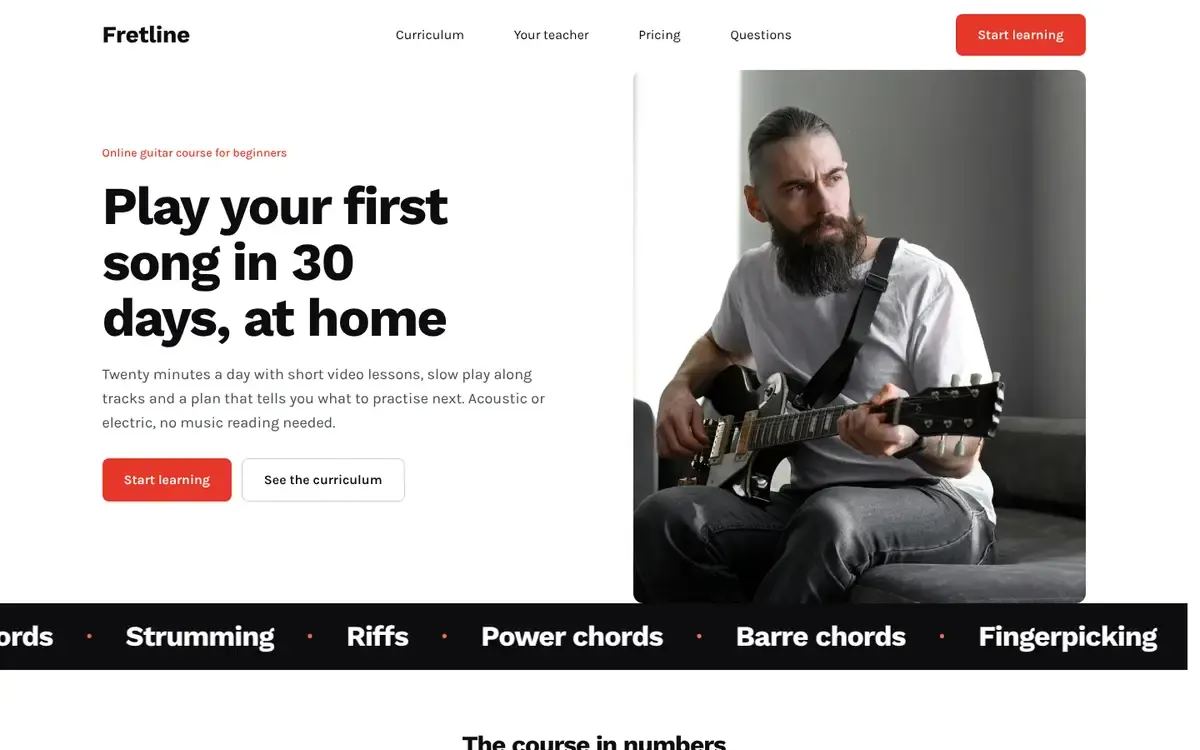 Fretline
Curriculum
Your teacher
Pricing
Questions
Start learning
Online guitar course for beginners
Play your first
song in 30
days, at home
Twenty minutes a day with short video lessons, slow play along
tracks and a plan that tells you what to practise next. Acoustic or
electric, no music reading needed.
Start learning
See the curriculum
ords • Strumming • Riffs • Power chords • Barre chords • Fingerpicking
The course in numbers